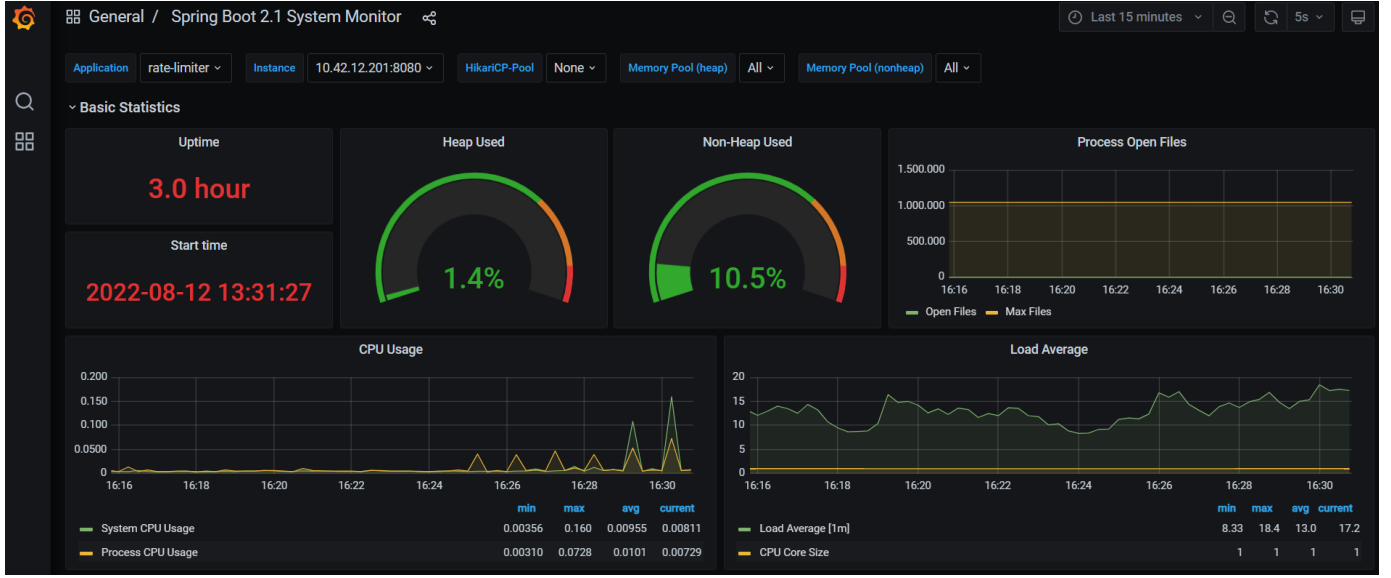 General / Spring Boot 2.1 System Monitor
Last 15 minutes
5s
Application rate-limiter Instance 10.42.12.201:8080 HikariCP-Pool None Memory Pool (heap) All Memory Pool (nonheap) All
Basic Statistics
Uptime
3.0 hour
Start time
2022-08-12 13:31:27
Heap Used
1.4%
Non-Heap Used
10.5%
Process Open Files
1.500.000
1.000.000
500.000
0
16:16 16:18 16:20 16:22 16:24 16:26 16:28 16:30
Open Files Max Files
CPU Usage
0.200
0.150
0.100
0.0500
0
16:16 16:18 16:20 16:22 16:24 16:26 16:28 16:30
min max avg current
System CPU Usage 0.00356 0.160 0.00955 0.00811
Process CPU Usage 0.00310 0.0728 0.0101 0.00729
Load Average
20
15
10
5
0
16:16 16:18 16:20 16:22 16:24 16:26 16:28 16:30
min max avg current
Load Average [1m] 8.33 18.4 13.0 17.2
CPU Core Size 1 1 1 1